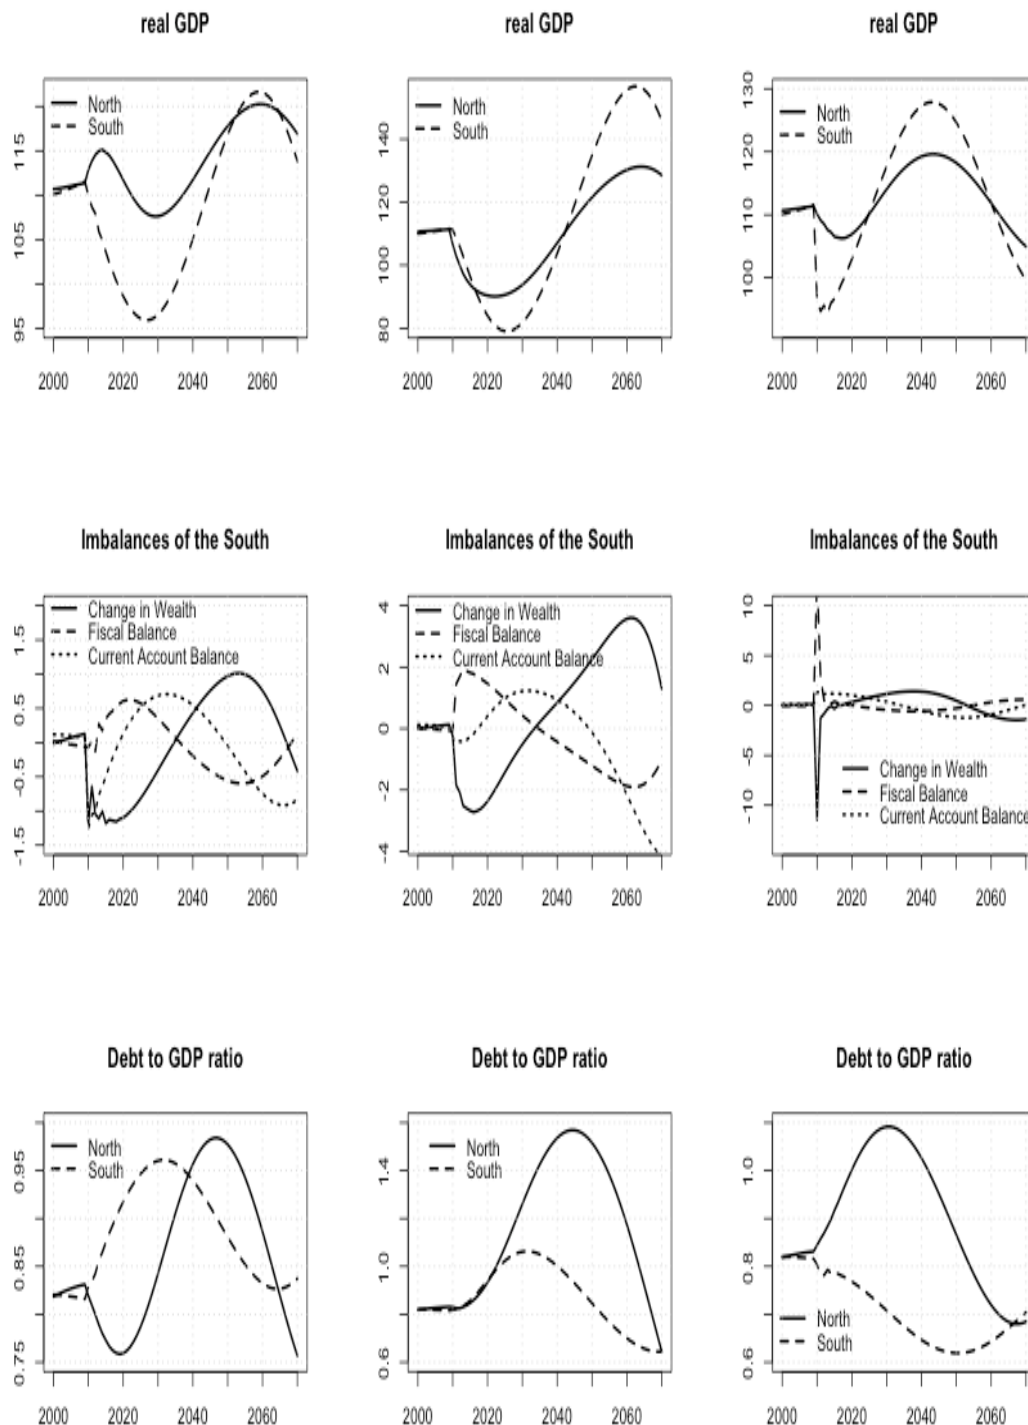 real GDP
North
South
95 105 115
2000 2020 2040 2060
real GDP
North
South
80 100 120 140
2000 2020 2040 2060
real GDP
North
South
100 110 120 130
2000 2020 2040 2060
Imbalances of the South
Change in Wealth
Fiscal Balance
Current Account Balance
-1.5 -0.5 0.5 1.5
2000 2020 2040 2060
Imbalances of the South
Change in Wealth
Fiscal Balance
Current Account Balance
-4 -2 0 2 4
2000 2020 2040 2060
Imbalances of the South
Change in Wealth
Fiscal Balance
Current Account Balance
-10 -5 0 5 10
2000 2020 2040 2060
Debt to GDP ratio
North
South
0.75 0.85 0.95
2000 2020 2040 2060
Debt to GDP ratio
North
South
0.6 1.0 1.4
2000 2020 2040 2060
Debt to GDP ratio
North
South
0.6 0.8 1.0
2000 2020 2040 2060